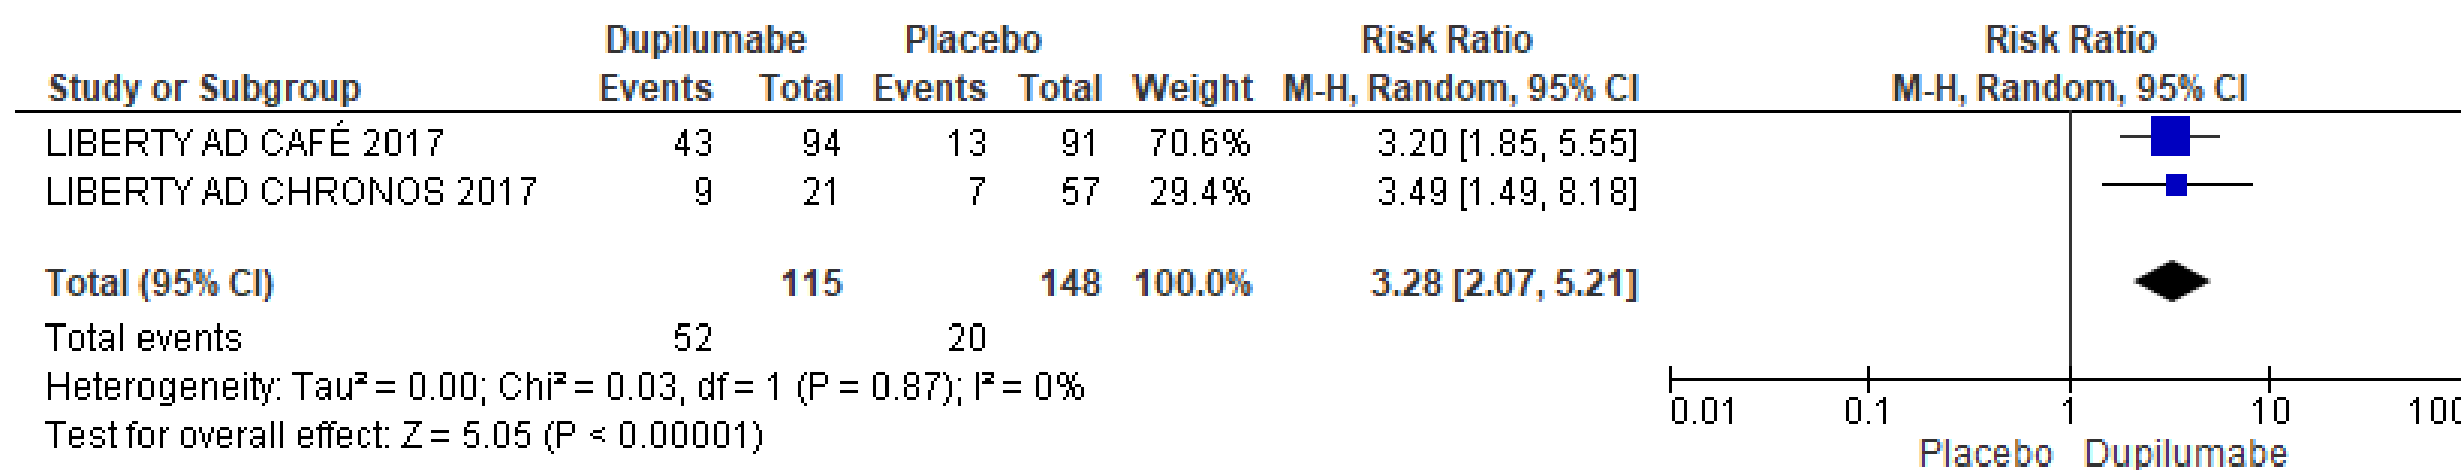 Dupilumabe Placebo Risk Ratio Risk Ratio
Study or Subgroup Events Total Events Total Weight M-H, Random, 95% CI M-H, Random, 95% CI
LIBERTY AD CAFÉ 2017 43 94 13 91 70.6% 3.20 [1.85, 5.55]
LIBERTY AD CHRONOS 2017 9 21 7 57 29.4% 3.49 [1.49, 8.18]
Total (95% CI) 115 148 100.0% 3.28 [2.07, 5.21]
Total events 52 20
Heterogeneity: Tau² = 0.00; Chi² = 0.03, df = 1 (P = 0.87); I² = 0%
Test for overall effect: Z = 5.05 (P < 0.00001)
0.01 0.1 1 10 100
Placebo Dupilumabe